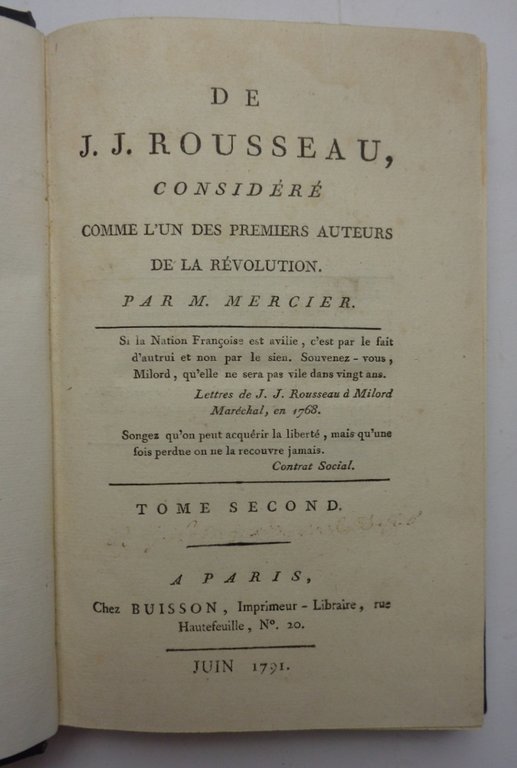 DE
J. J. ROUSSEAU,
CONSIDÉRÉ
COMME L'UN DES PREMIERS AUTEURS
DE LA RÉVOLUTION.
PAR M. MERCIER.
Si la Nation Françoise est avilie, c'est par le fait
d'autrui et non par le sien. Souvenez-vous,
Milord, qu'elle ne sera pas vile dans vingt ans.
Lettres de J. J. Rousseau à Milord
Maréchal, en 1768.
Songez qu'on peut acquérir la liberté, mais qu'une
fois perdue on ne la recouvre jamais.
Contrat Social.
TOME SECOND.
A PARIS,
Chez BUISSON, Imprimeur-Libraire, rue
Hautefeuille, N°. 20.
JUIN 1791.